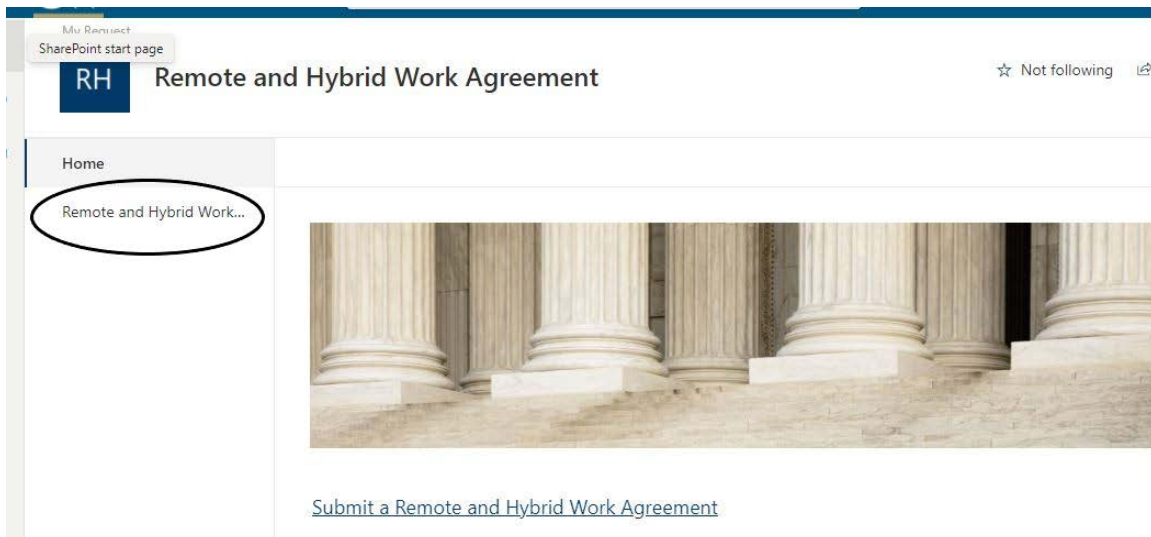 My Request
SharePoint start page
RH
Remote and Hybrid Work Agreement
Not following
Home
Remote and Hybrid Work...
Submit a Remote and Hybrid Work Agreement